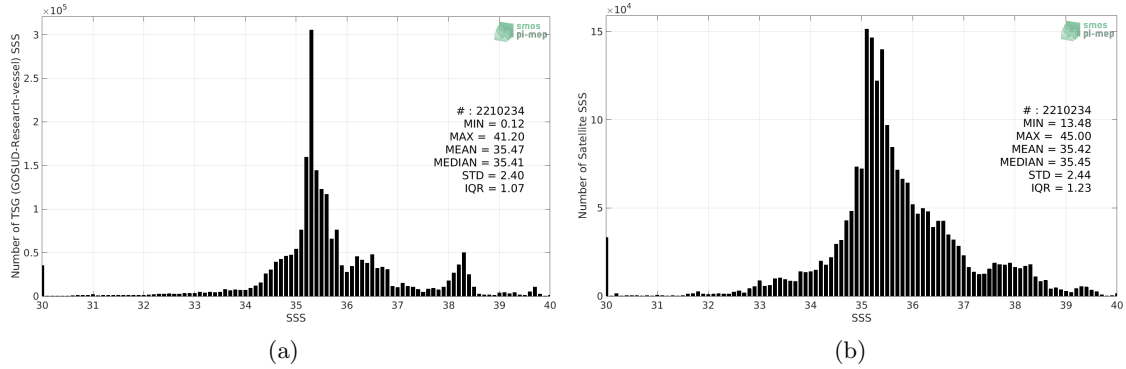 ×10⁵
3
2.5
2
1.5
1
0.5
0
30 31 32 33 34 35 36 37 38 39 40
SSS
Number of TSG (GOSUD-Research-vessel) SSS
smos
pi-mep
# : 2210234
MIN = 0.12
MAX = 41.20
MEAN = 35.47
MEDIAN = 35.41
STD = 2.40
IQR = 1.07
(a)
×10⁴
15
10
5
0
30 31 32 33 34 35 36 37 38 39 40
SSS
Number of Satellite SSS
smos
pi-mep
# : 2210234
MIN = 13.48
MAX = 45.00
MEAN = 35.42
MEDIAN = 35.45
STD = 2.44
IQR = 1.23
(b)